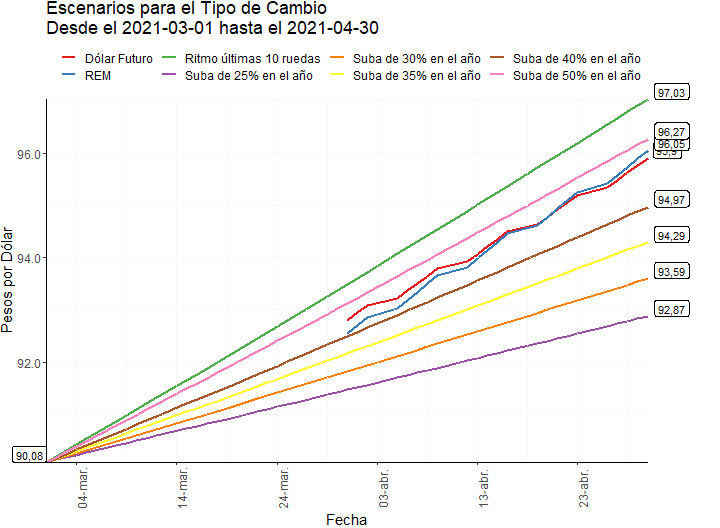 Escenarios para el Tipo de Cambio
Desde el 2021-03-01 hasta el 2021-04-30
Dólar Futuro Ritmo últimas 10 ruedas Suba de 30% en el año Suba de 40% en el año
REM Suba de 25% en el año Suba de 35% en el año Suba de 50% en el año
97,03
96,27
96,05
95,9
94,97
94,29
93,59
92,87
96.0
94.0
92.0
90,08
Pesos por Dólar
04-mar.
14-mar.
24-mar.
03-abr.
13-abr.
23-abr.
Fecha